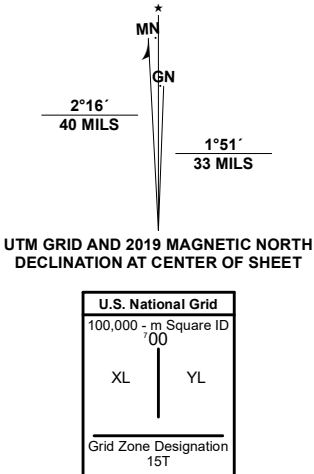 ★
MN
GN
2°16´
40 MILS
1°51´
33 MILS
UTM GRID AND 2019 MAGNETIC NORTH
DECLINATION AT CENTER OF SHEET
U.S. National Grid
100,000 - m Square ID
⁷00
XL YL
Grid Zone Designation
15T